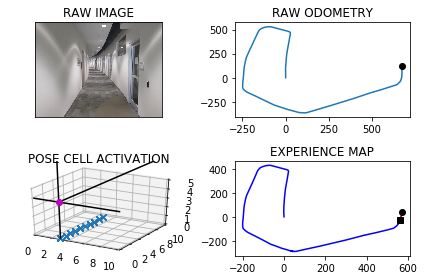 RAW IMAGE
RAW ODOMETRY
500
250
0
−250
−250 0 250 500
POSE CELL ACTIVATION
5
4
3
2
1
0
0 2 4 6 8 10
0 2 4 6 8 10
EXPERIENCE MAP
400
200
0
−200
−200 0 200 400 600